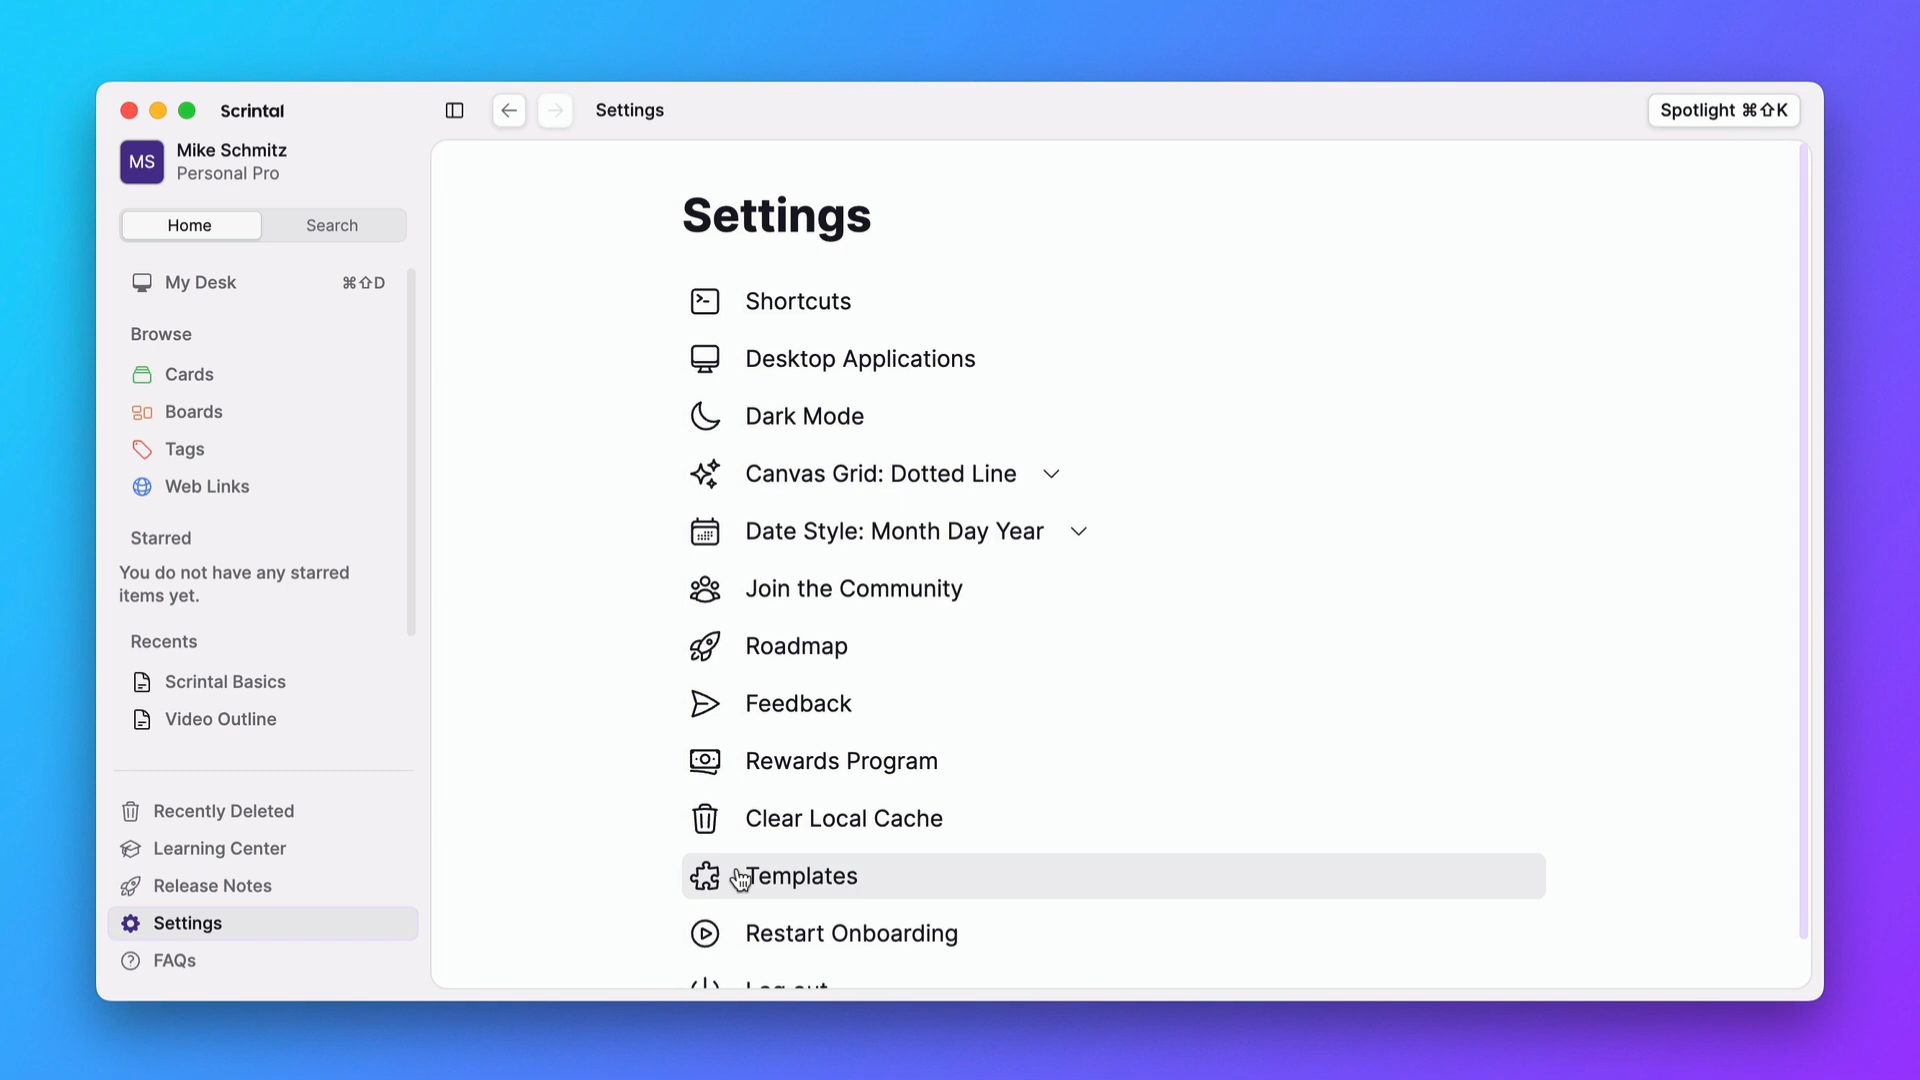 Scrintal
Settings
Spotlight ⌘⇧K
MS
Mike Schmitz
Personal Pro
Home
Search
My Desk
⌘⇧D
Browse
Cards
Boards
Tags
Web Links
Starred
You do not have any starred
items yet.
Recents
Scrintal Basics
Video Outline
Recently Deleted
Learning Center
Release Notes
Settings
FAQs
Settings
Shortcuts
Desktop Applications
Dark Mode
Canvas Grid: Dotted Line
Date Style: Month Day Year
Join the Community
Roadmap
Feedback
Rewards Program
Clear Local Cache
Templates
Restart Onboarding
Log out